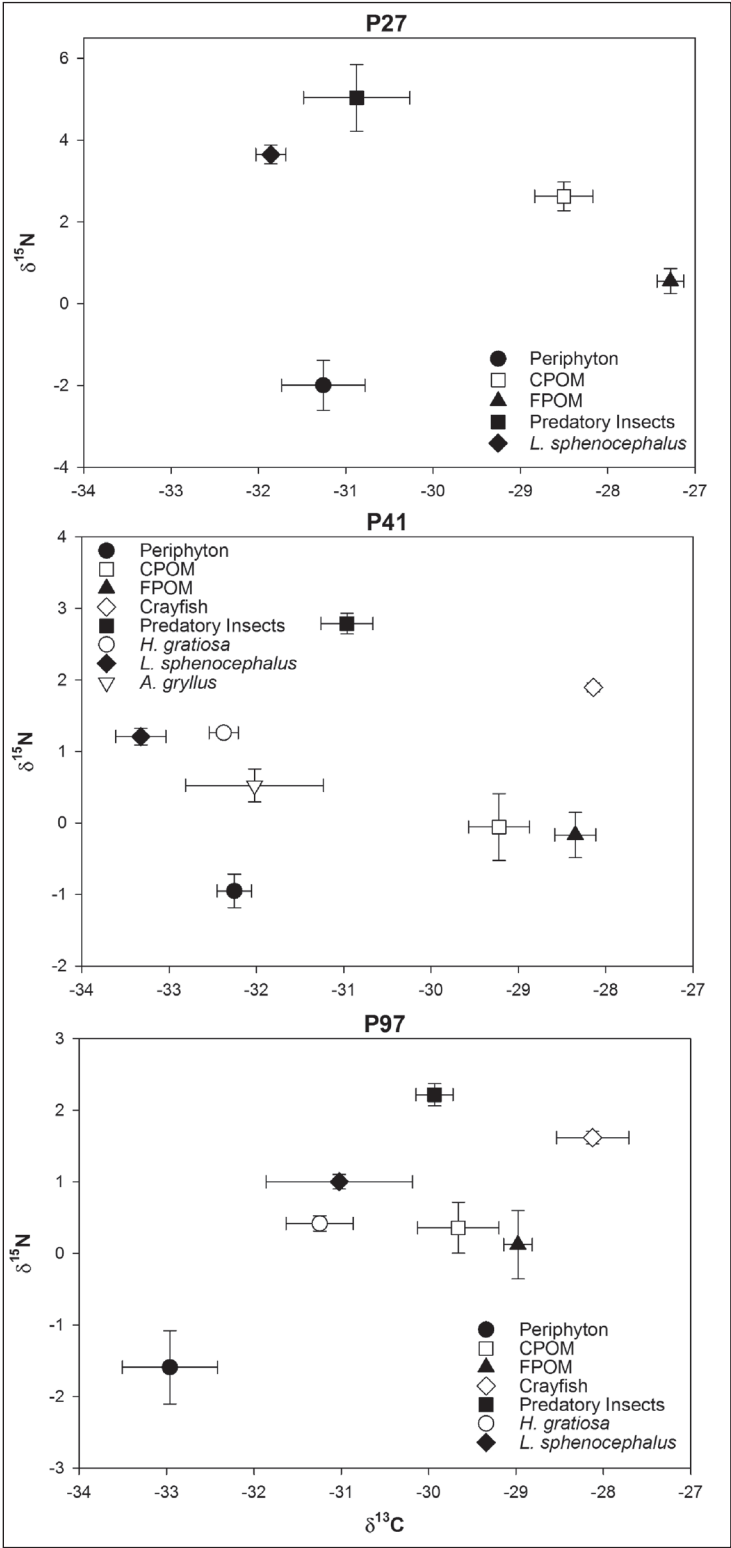 P27
6
4
2
0
-2
-4
δ15N
Periphyton
CPOM
FPOM
Predatory Insects
L. sphenocephalus
-34 -33 -32 -31 -30 -29 -28 -27
P41
4
3
2
1
0
-1
-2
δ15N
Periphyton
CPOM
FPOM
Crayfish
Predatory Insects
H. gratiosa
L. sphenocephalus
A. gryllus
-34 -33 -32 -31 -30 -29 -28 -27
P97
3
2
1
0
-1
-2
-3
δ15N
Periphyton
CPOM
FPOM
Crayfish
Predatory Insects
H. gratiosa
L. sphenocephalus
-34 -33 -32 -31 -30 -29 -28 -27
δ13C